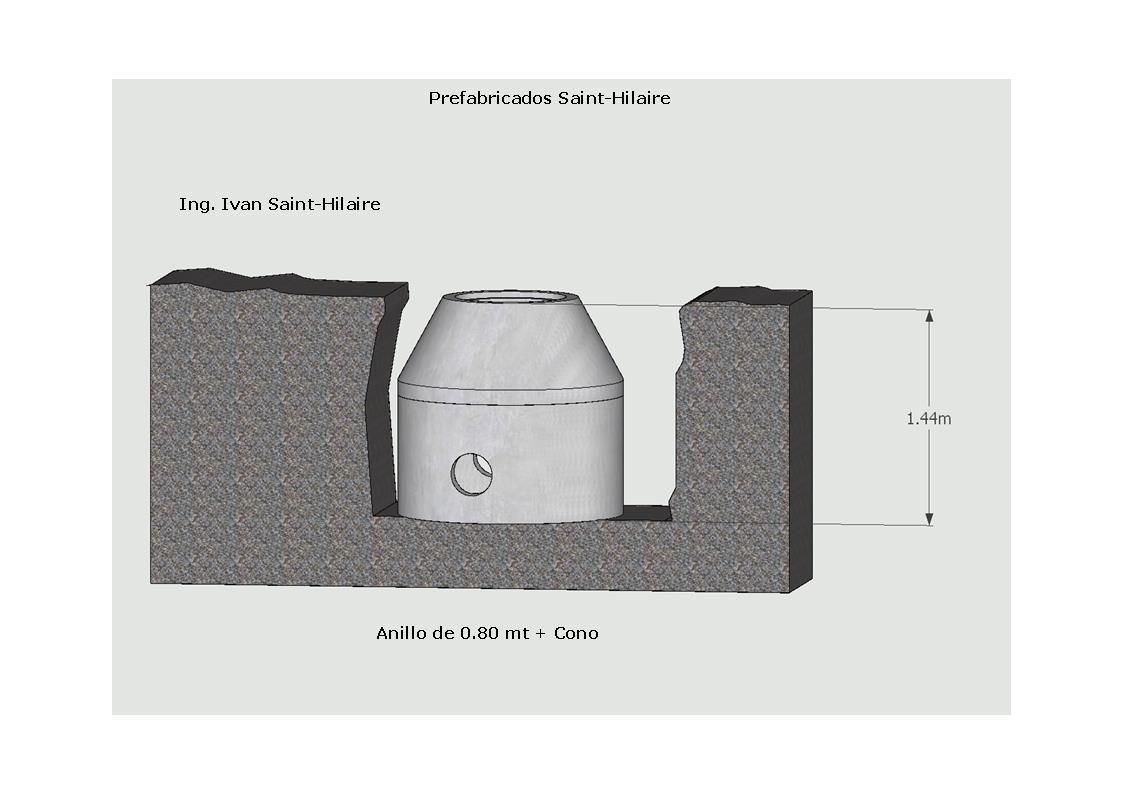 Prefabricados Saint-Hilaire
Ing. Ivan Saint-Hilaire
1.44m
Anillo de 0.80 mt + Cono